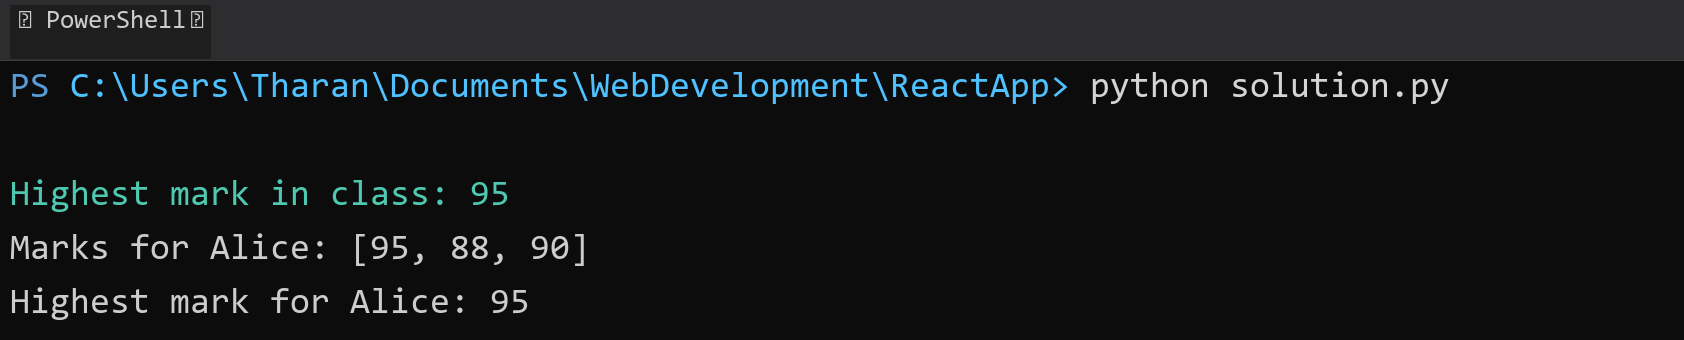 PowerShell
PS C:\Users\Tharan\Documents\WebDevelopment\ReactApp> python solution.py
Highest mark in class: 95
Marks for Alice: [95, 88, 90]
Highest mark for Alice: 95